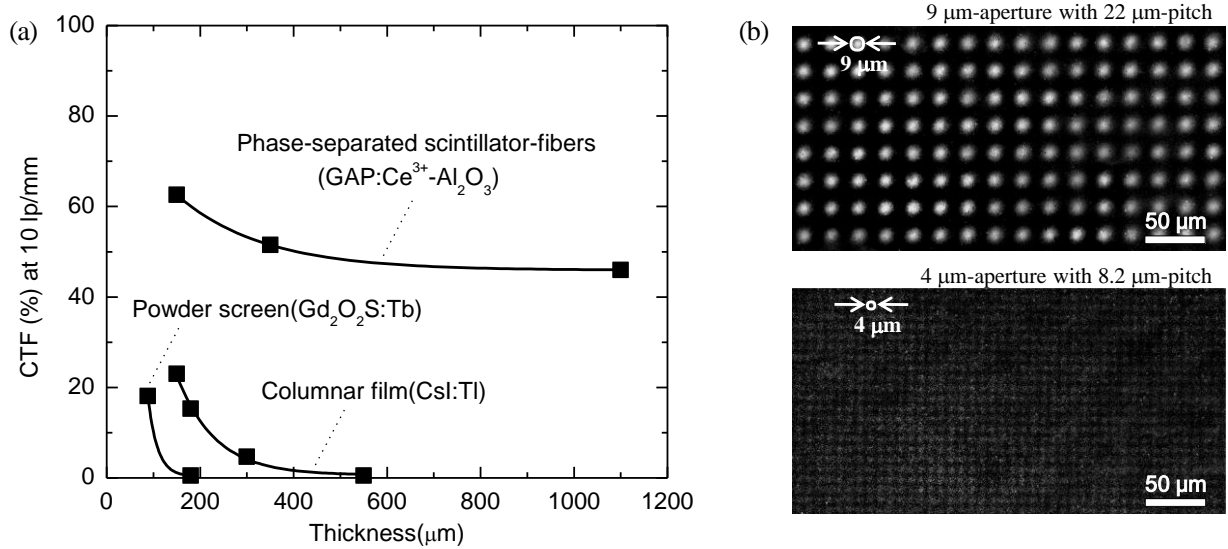 (a)
100
80
60
40
20
0
CTF (%) at 10 lp/mm
Phase-separated scintillator-fibers
(GAP:Ce³⁺-Al₂O₃)
Powder screen(Gd₂O₂S:Tb)
Columnar film(CsI:Tl)
0 200 400 600 800 1000 1200
Thickness(μm)
(b)
9 μm-aperture with 22 μm-pitch
9 μm
50 μm
4 μm-aperture with 8.2 μm-pitch
4 μm
50 μm